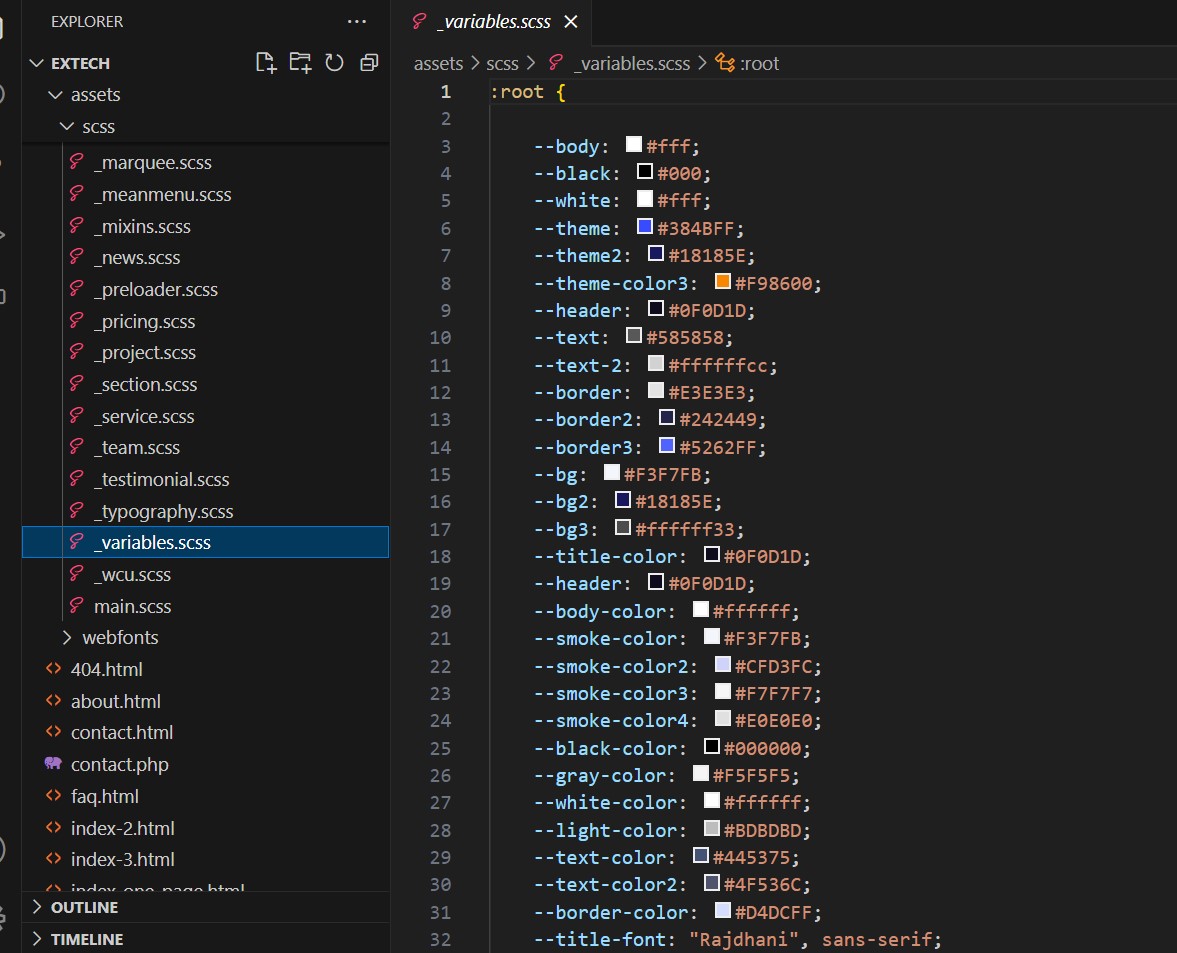 EXPLORER
EXTECH
assets
scss
_marquee.scss
_meanmenu.scss
_mixins.scss
_news.scss
_preloader.scss
_pricing.scss
_project.scss
_section.scss
_service.scss
_team.scss
_testimonial.scss
_typography.scss
_variables.scss
_wcu.scss
main.scss
webfonts
404.html
about.html
contact.html
contact.php
faq.html
index-2.html
index-3.html
index-one-page.html
OUTLINE
TIMELINE
_variables.scss
assets > scss > _variables.scss > :root
1 :root {
2
3 --body: #fff;
4 --black: #000;
5 --white: #fff;
6 --theme: #384BFF;
7 --theme2: #18185E;
8 --theme-color3: #F98600;
9 --header: #0F0D1D;
10 --text: #585858;
11 --text-2: #ffffffcc;
12 --border: #E3E3E3;
13 --border2: #242449;
14 --border3: #5262FF;
15 --bg: #F3F7FB;
16 --bg2: #18185E;
17 --bg3: #ffffff33;
18 --title-color: #0F0D1D;
19 --header: #0F0D1D;
20 --body-color: #ffffff;
21 --smoke-color: #F3F7FB;
22 --smoke-color2: #CFD3FC;
23 --smoke-color3: #F7F7F7;
24 --smoke-color4: #E0E0E0;
25 --black-color: #000000;
26 --gray-color: #F5F5F5;
27 --white-color: #ffffff;
28 --light-color: #BDBDBD;
29 --text-color: #445375;
30 --text-color2: #4F536C;
31 --border-color: #D4DCFF;
32 --title-font: "Rajdhani", sans-serif;